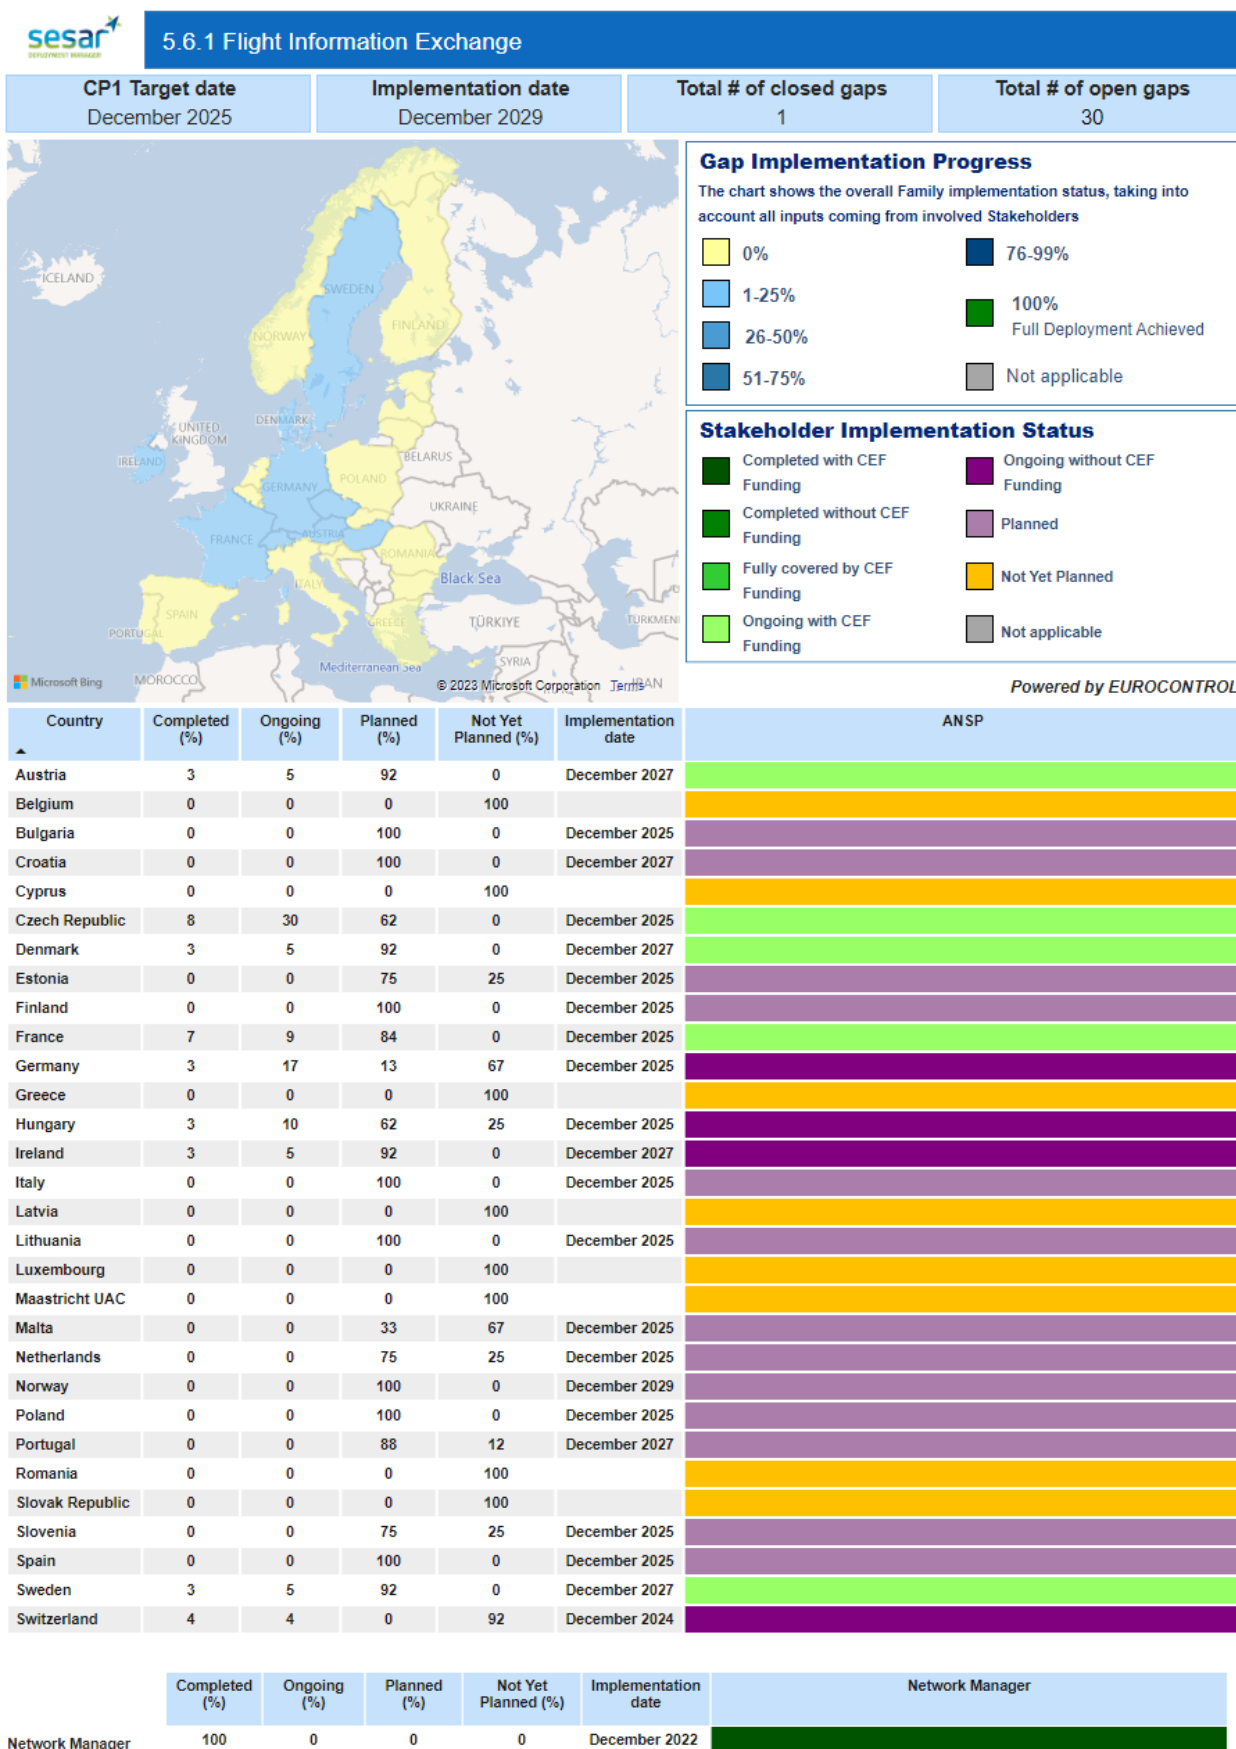 sesar
DEPLOYMENT MANAGER
5.6.1 Flight Information Exchange
CP1 Target date
December 2025
Implementation date
December 2029
Total # of closed gaps
1
Total # of open gaps
30
ICELAND
SWEDEN
FINLAND
NORWAY
DENMARK
UNITED
KINGDOM
IRELAND
BELARUS
POLAND
GERMANY
UKRAINE
FRANCE
AUSTRIA
ROMANIA
ITALY
Black Sea
SPAIN
GREECE
TÜRKIYE
TURKMENI
PORTUGAL
Mediterranean Sea
SYRIA
MOROCCO
IRAN
Microsoft Bing
© 2023 Microsoft Corporation Terms
Gap Implementation Progress
The chart shows the overall Family implementation status, taking into
account all inputs coming from involved Stakeholders
0%
76-99%
1-25%
100%
Full Deployment Achieved
26-50%
51-75%
Not applicable
Stakeholder Implementation Status
Completed with CEF
Funding
Ongoing without CEF
Funding
Completed without CEF
Funding
Planned
Fully covered by CEF
Funding
Not Yet Planned
Ongoing with CEF
Funding
Not applicable
Powered by EUROCONTROL
Country Completed (%) Ongoing (%) Planned (%) Not Yet Planned (%) Implementation date ANSP
Austria 3 5 92 0 December 2027
Belgium 0 0 0 100
Bulgaria 0 0 100 0 December 2025
Croatia 0 0 100 0 December 2027
Cyprus 0 0 0 100
Czech Republic 8 30 62 0 December 2025
Denmark 3 5 92 0 December 2027
Estonia 0 0 75 25 December 2025
Finland 0 0 100 0 December 2025
France 7 9 84 0 December 2025
Germany 3 17 13 67 December 2025
Greece 0 0 0 100
Hungary 3 10 62 25 December 2025
Ireland 3 5 92 0 December 2027
Italy 0 0 100 0 December 2025
Latvia 0 0 0 100
Lithuania 0 0 100 0 December 2025
Luxembourg 0 0 0 100
Maastricht UAC 0 0 0 100
Malta 0 0 33 67 December 2025
Netherlands 0 0 75 25 December 2025
Norway 0 0 100 0 December 2029
Poland 0 0 100 0 December 2025
Portugal 0 0 88 12 December 2027
Romania 0 0 0 100
Slovak Republic 0 0 0 100
Slovenia 0 0 75 25 December 2025
Spain 0 0 100 0 December 2025
Sweden 3 5 92 0 December 2027
Switzerland 4 4 0 92 December 2024
Completed (%) Ongoing (%) Planned (%) Not Yet Planned (%) Implementation date Network Manager
Network Manager 100 0 0 0 December 2022